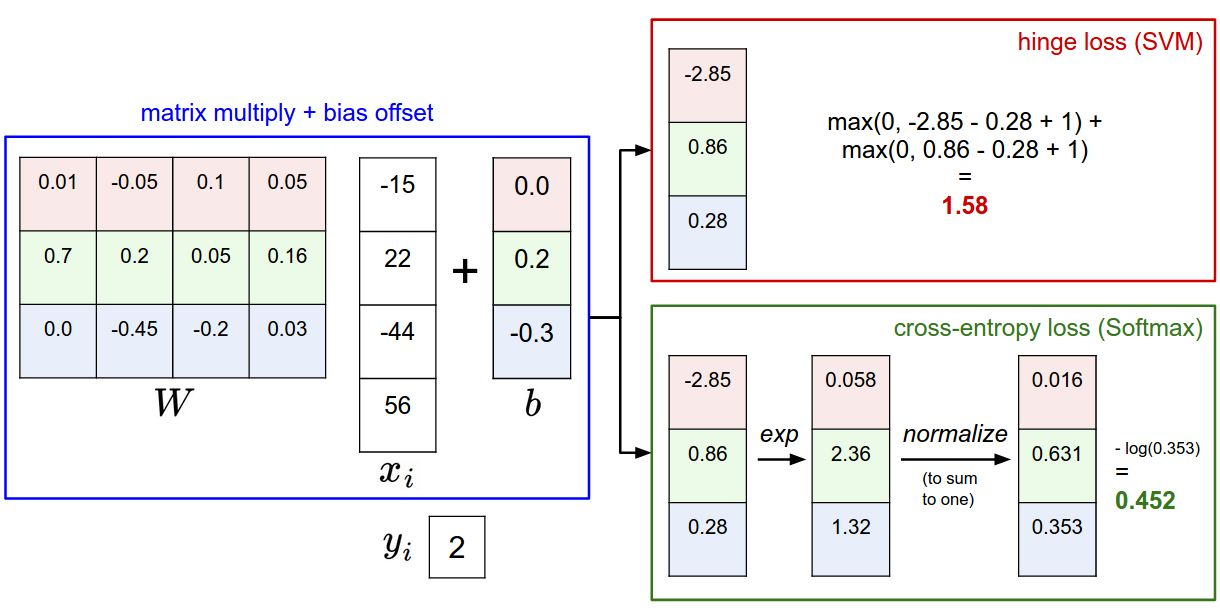 matrix multiply + bias offset
0.01 -0.05 0.1 0.05
0.7 0.2 0.05 0.16
0.0 -0.45 -0.2 0.03
W
-15
22
-44
56
x_i
+
0.0
0.2
-0.3
b
y_i 2
hinge loss (SVM)
-2.85
0.86
0.28
max(0, -2.85 - 0.28 + 1) +
max(0, 0.86 - 0.28 + 1)
=
1.58
cross-entropy loss (Softmax)
-2.85
0.86
0.28
exp
0.058
2.36
1.32
normalize
(to sum
to one)
0.016
0.631
0.353
- log(0.353)
=
0.452